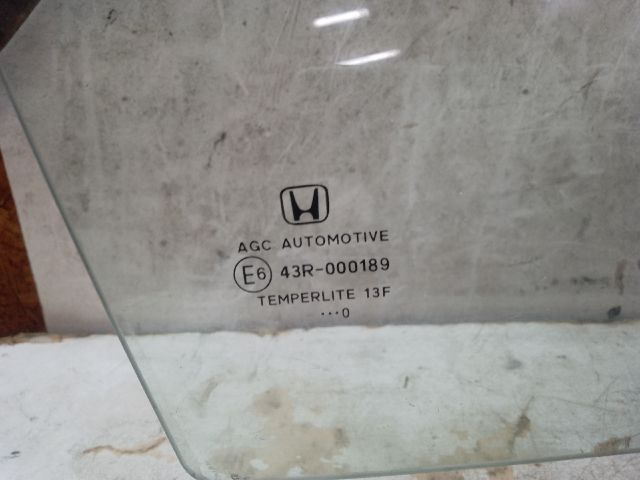 AGC AUTOMOTIVE
E6 43R-000189
TEMPERLITE 13F
...0